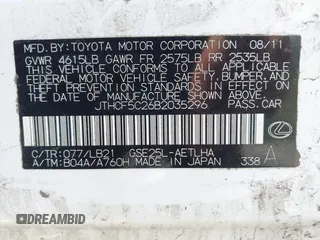 MFD. BY: TOYOTA MOTOR CORPORATION 08/11
GVWR 4615LB GAWR FR 2575LB RR 2535LB
THIS VEHICLE CONFORMS TO ALL APPLICABLE
FEDERAL MOTOR VEHICLE SAFETY, BUMPER, AND
THEFT PREVENTION STANDARDS IN EFFECT ON
THE DATE OF MANUFACTURE SHOWN ABOVE.
JTHCF5C26B2035296 PASS. CAR
C/TR: 077/LB21 GSE25L-AETLHA
A/TM: B04A/A760H MADE IN JAPAN 338 A
DREAMBID